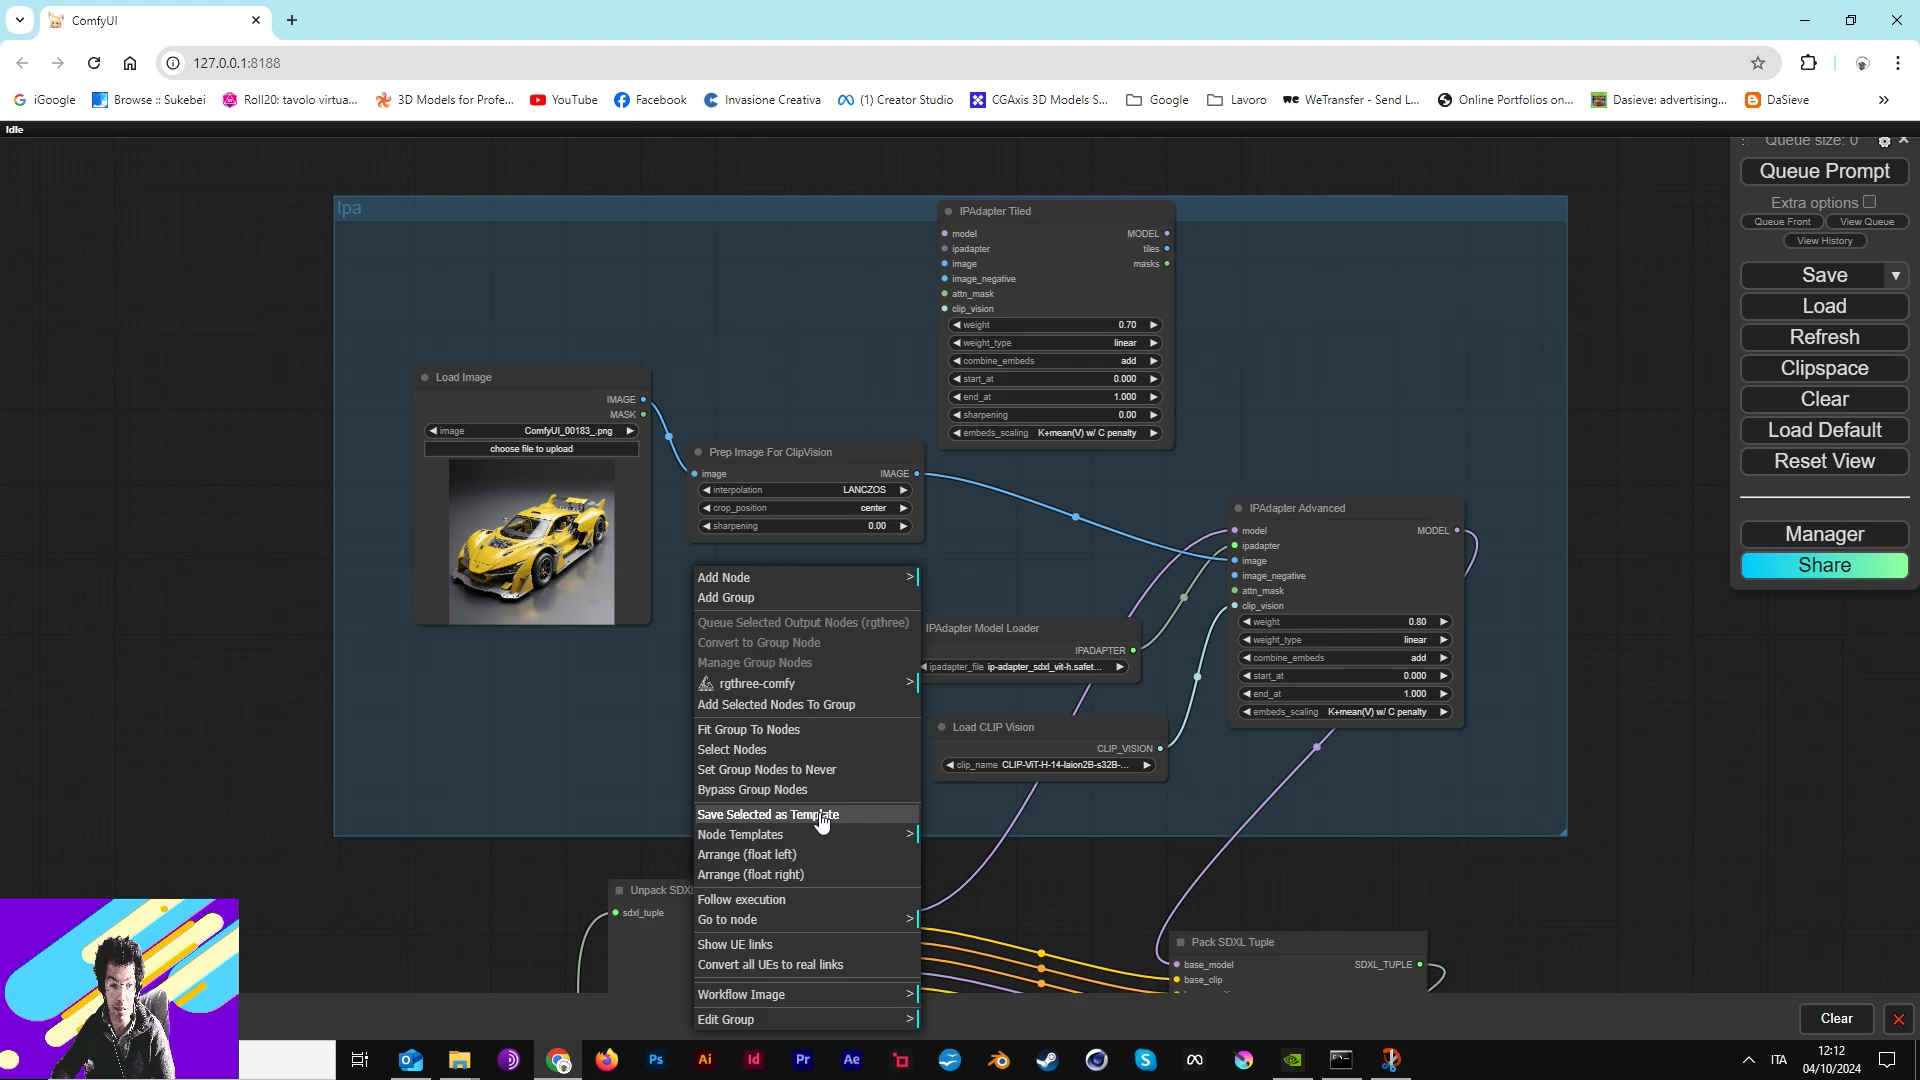 ComfyUI
127.0.0.1:8188
iGoogle
Browse :: Sukebei
Roll20: tavolo virtua...
3D Models for Profe...
YouTube
Facebook
Invasione Creativa
(1) Creator Studio
CGAxis 3D Models S...
Google
Lavoro
WeTransfer - Send L...
Online Portfolios on...
Dasieve: advertising...
DaSieve
Idle
Queue size: 0
Queue Prompt
Extra options
Queue Front
View Queue
View History
Save
Load
Refresh
Clipspace
Clear
Load Default
Reset View
Manager
Share
Ipa
IPAdapter Tiled
model MODEL
ipadapter tiles
image masks
image_negative
attn_mask
clip_vision
weight 0.70
weight_type linear
combine_embeds add
start_at 0.000
end_at 1.000
sharpening 0.00
embeds_scaling K+mean(V) w/ C penalty
Load Image
IMAGE
MASK
image ComfyUI_00183_.png
choose file to upload
Prep Image For ClipVision
image IMAGE
interpolation LANCZOS
crop_position center
sharpening 0.00
IPAdapter Advanced
model MODEL
ipadapter
image
image_negative
attn_mask
clip_vision
weight 0.80
weight_type linear
combine_embeds add
start_at 0.000
end_at 1.000
embeds_scaling K+mean(V) w/ C penalty
IPAdapter Model Loader
IPADAPTER
ipadapter_file ip-adapter_sdxl_vit-h.safet...
Load CLIP Vision
CLIP_VISION
clip_name CLIP-ViT-H-14-laion2B-s32B-...
Add Node >
Add Group
Queue Selected Output Nodes (rgthree)
Convert to Group Node
Manage Group Nodes
rgthree-comfy >
Add Selected Nodes To Group
Fit Group To Nodes
Select Nodes
Set Group Nodes to Never
Bypass Group Nodes
Save Selected as Template
Node Templates >
Arrange (float left)
Arrange (float right)
Follow execution
Go to node >
Show UE links
Convert all UEs to real links
Workflow Image >
Edit Group >
Unpack SDXL
sdxl_tuple
Pack SDXL Tuple
base_model SDXL_TUPLE
base_clip
Clear
Ps
Ai
Id
Pr
Ae
ITA
12:12
04/10/2024